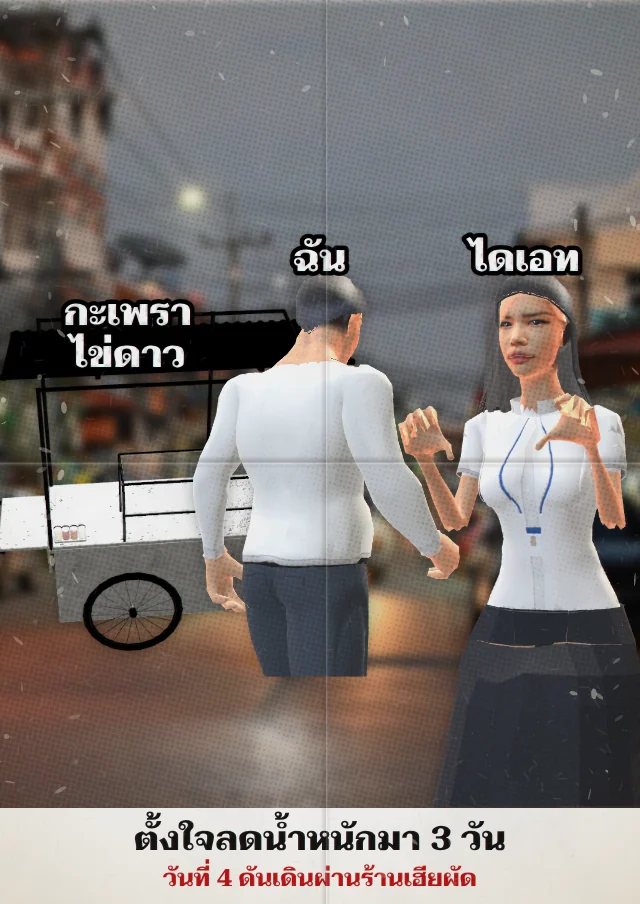 ฉัน
ไดเอท
กะเพรา
ไข่ดาว
ตั้งใจลดน้ำหนักมา 3 วัน
วันที่ 4 ดันเดินผ่านร้านเฮียผัด